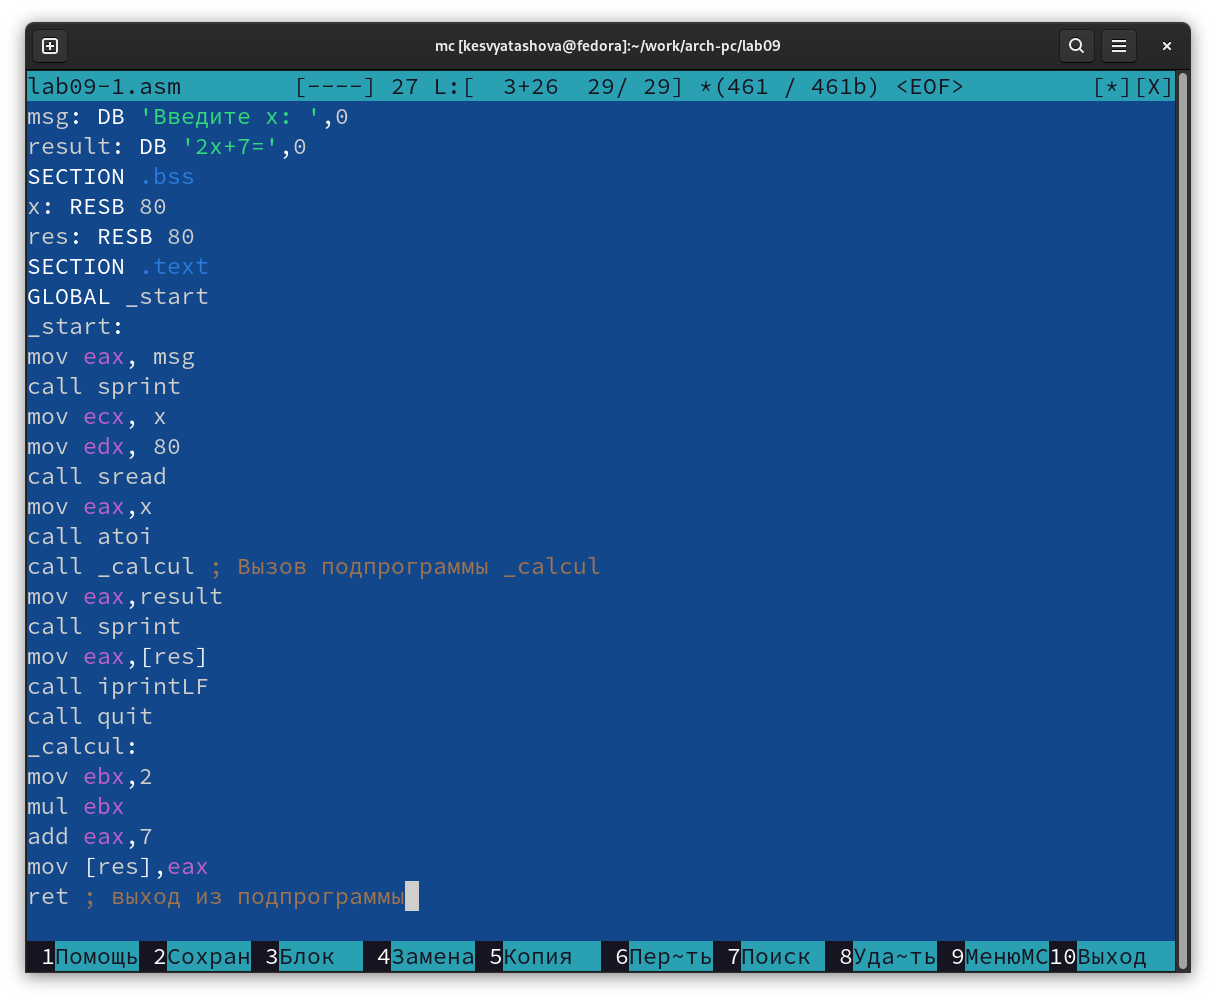 mc [kesvyatashova@fedora]:~/work/arch-pc/lab09
lab09-1.asm [----] 27 L:[ 3+26 29/ 29] *(461 / 461b) <EOF> [*][X]
msg: DB 'Введите x: ',0
result: DB '2x+7=',0
SECTION .bss
x: RESB 80
res: RESB 80
SECTION .text
GLOBAL _start
_start:
mov eax, msg
call sprint
mov ecx, x
mov edx, 80
call sread
mov eax,x
call atoi
call _calcul ; Вызов подпрограммы _calcul
mov eax,result
call sprint
mov eax,[res]
call iprintLF
call quit
_calcul:
mov ebx,2
mul ebx
add eax,7
mov [res],eax
ret ; выход из подпрограммы
1Помощь 2Сохран 3Блок 4Замена 5Копия 6Пер~ть 7Поиск 8Уда~ть 9МенюMC 10Выход